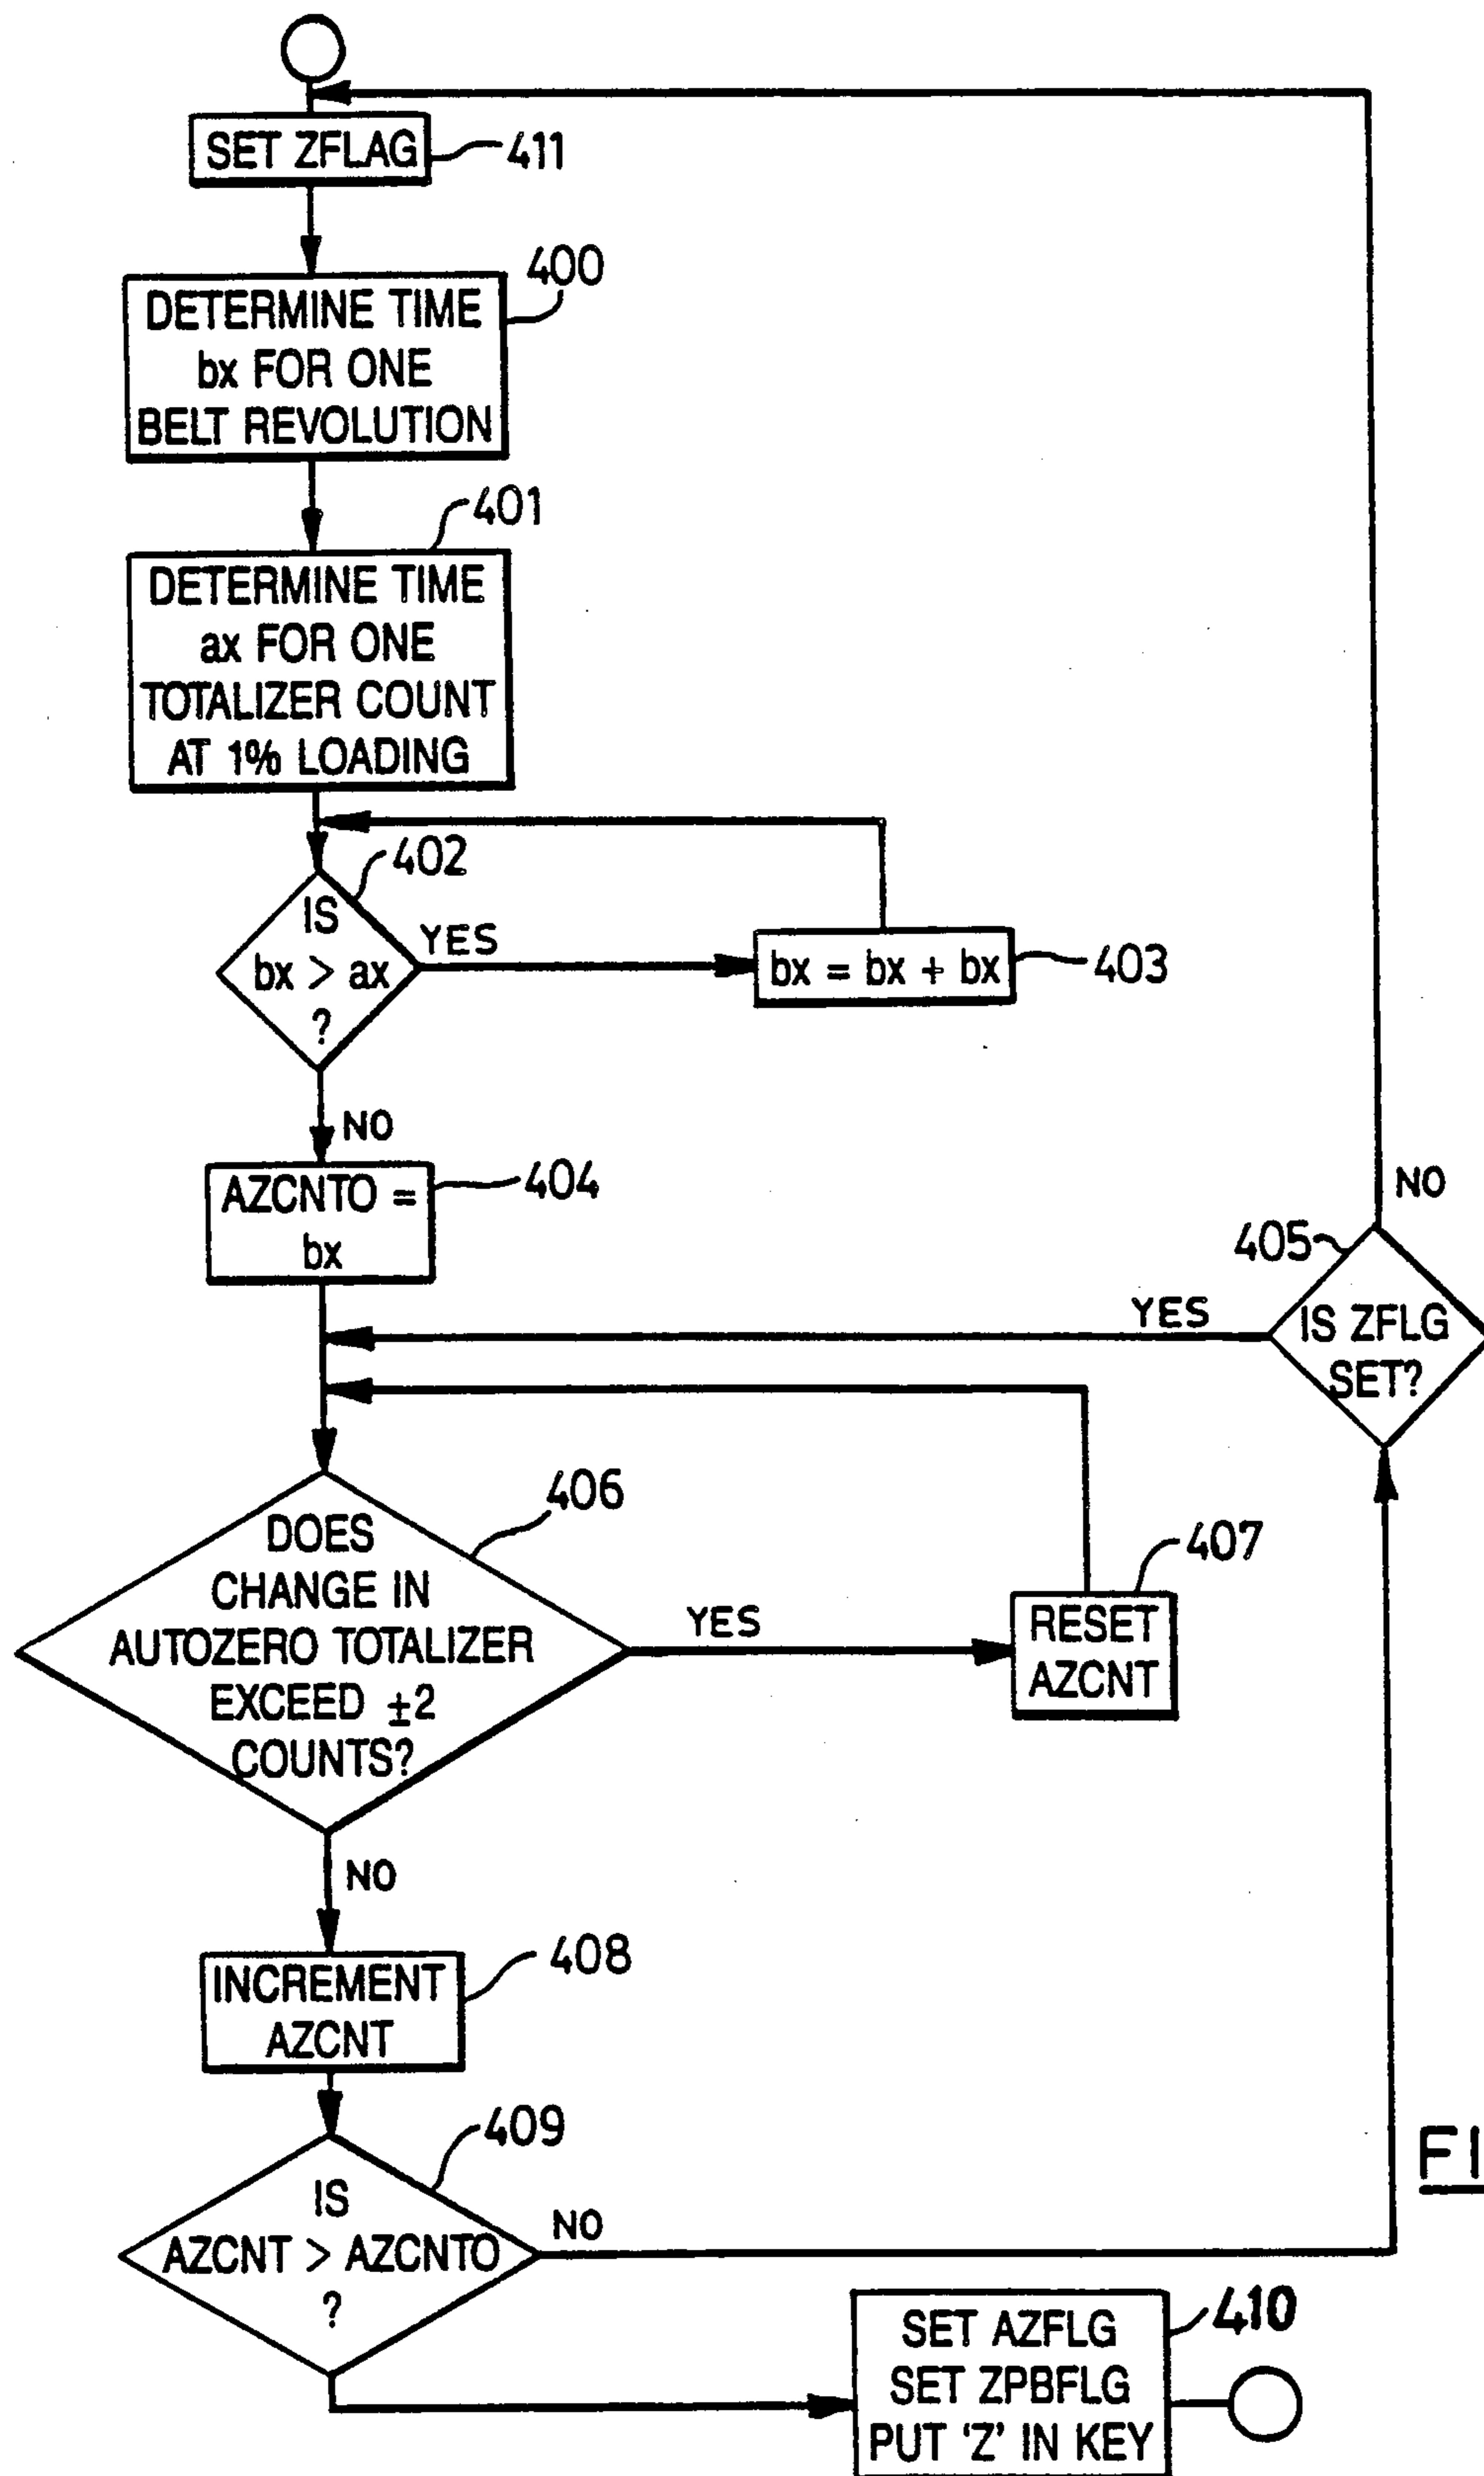 SET ZFLAG
411
400
DETERMINE TIME
bx FOR ONE
BELT REVOLUTION
401
DETERMINE TIME
ax FOR ONE
TOTALIZER COUNT
AT 1% LOADING
402
IS
bx > ax
?
YES
bx = bx + bx
403
NO
AZCNTO =
bx
404
NO
405
IS ZFLG
SET?
YES
406
DOES
CHANGE IN
AUTOZERO TOTALIZER
EXCEED ±2
COUNTS?
YES
407
RESET
AZCNT
NO
INCREMENT
AZCNT
408
409
IS
AZCNT > AZCNTO
?
NO
FI
SET AZFLG
SET ZPBFLG
PUT ‘Z’ IN KEY
410